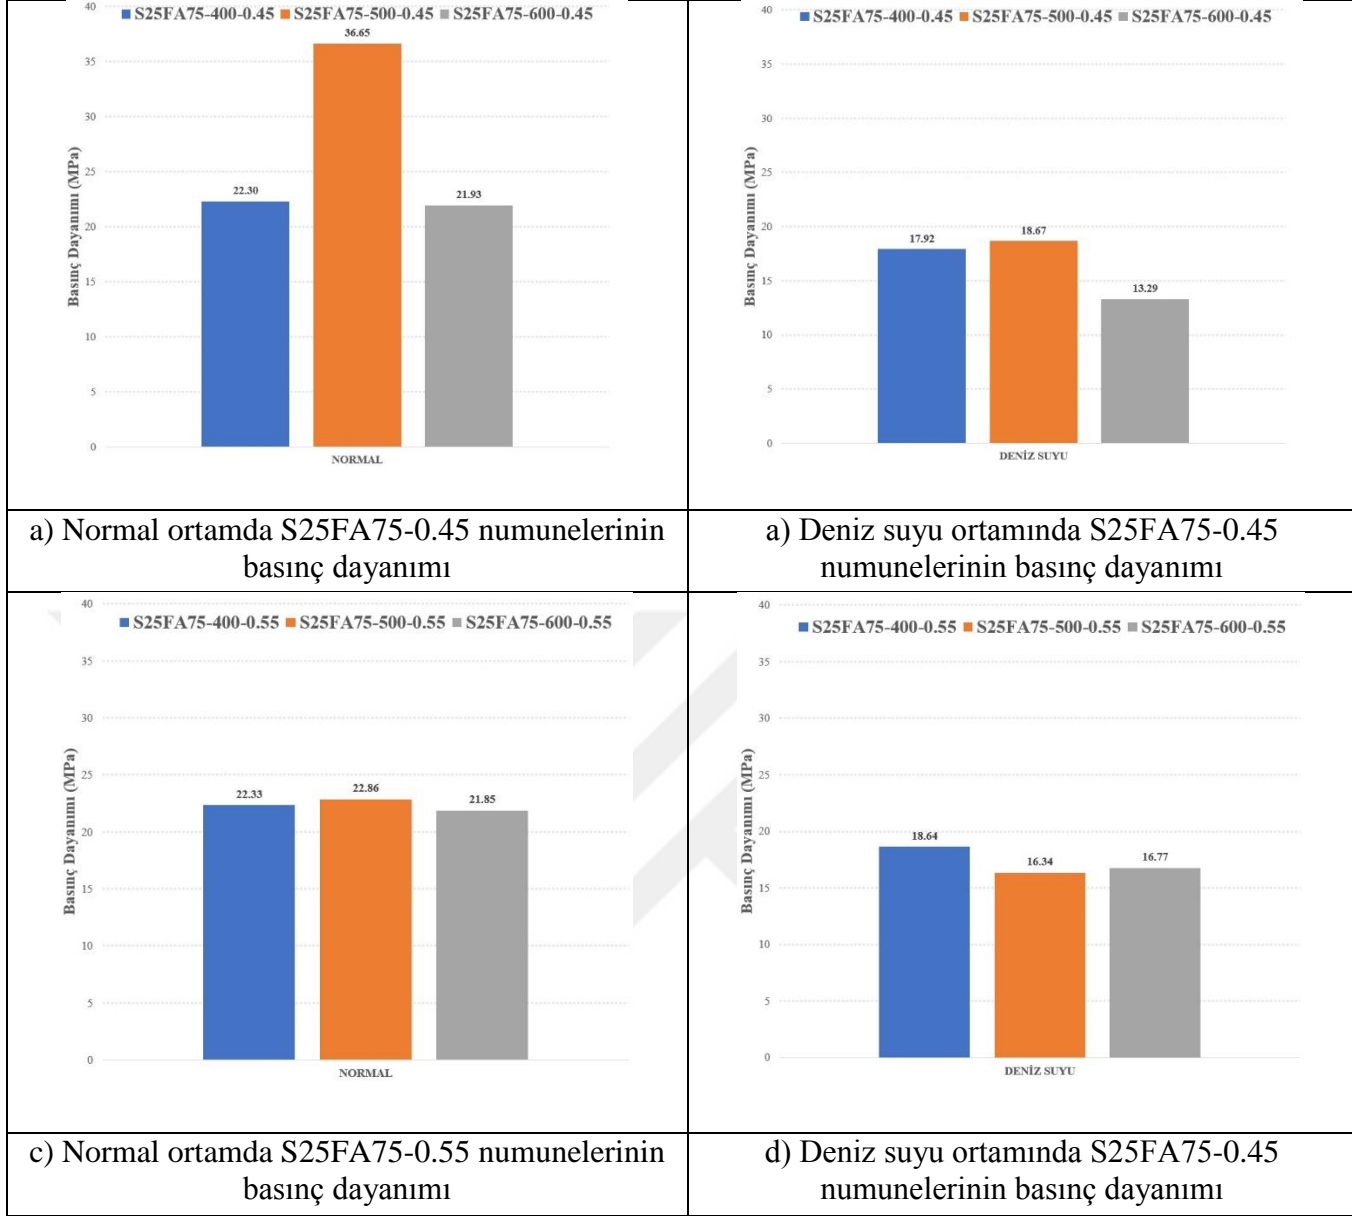 40
S25FA75-400-0.45 S25FA75-500-0.45 S25FA75-600-0.45
36.65
35
30
25
22.30
21.93
20
15
10
5
0
Basınç Dayanımı (MPa)
NORMAL
a) Normal ortamda S25FA75-0.45 numunelerinin
basınç dayanımı
40
S25FA75-400-0.45 S25FA75-500-0.45 S25FA75-600-0.45
35
30
25
20
17.92
18.67
15
13.29
10
5
0
Basınç Dayanımı (MPa)
DENİZ SUYU
a) Deniz suyu ortamında S25FA75-0.45
numunelerinin basınç dayanımı
40
S25FA75-400-0.55 S25FA75-500-0.55 S25FA75-600-0.55
35
30
25
22.33
22.86
21.85
20
15
10
5
0
Basınç Dayanımı (MPa)
NORMAL
c) Normal ortamda S25FA75-0.55 numunelerinin
basınç dayanımı
40
S25FA75-400-0.55 S25FA75-500-0.55 S25FA75-600-0.55
35
30
25
20
18.64
16.34
16.77
15
10
5
0
Basınç Dayanımı (MPa)
DENİZ SUYU
d) Deniz suyu ortamında S25FA75-0.45
numunelerinin basınç dayanımı